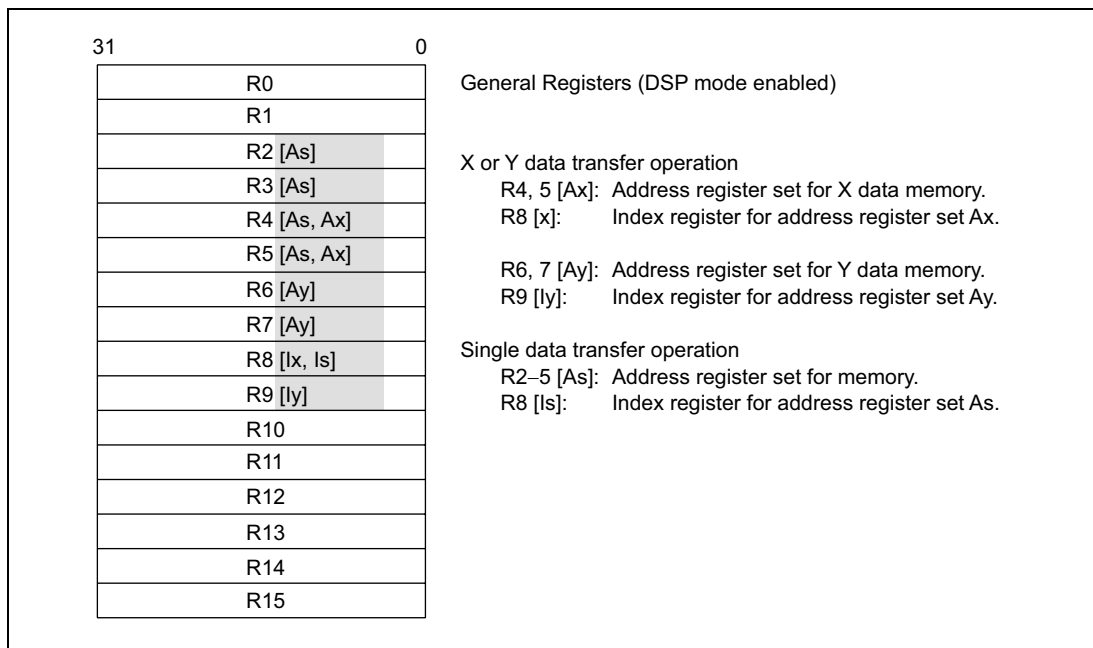 31 0
R0
R1
R2 [As]
R3 [As]
R4 [As, Ax]
R5 [As, Ax]
R6 [Ay]
R7 [Ay]
R8 [Ix, Is]
R9 [Iy]
R10
R11
R12
R13
R14
R15
General Registers (DSP mode enabled)
X or Y data transfer operation
R4, 5 [Ax]: Address register set for X data memory.
R8 [x]: Index register for address register set Ax.
R6, 7 [Ay]: Address register set for Y data memory.
R9 [Iy]: Index register for address register set Ay.
Single data transfer operation
R2–5 [As]: Address register set for memory.
R8 [Is]: Index register for address register set As.